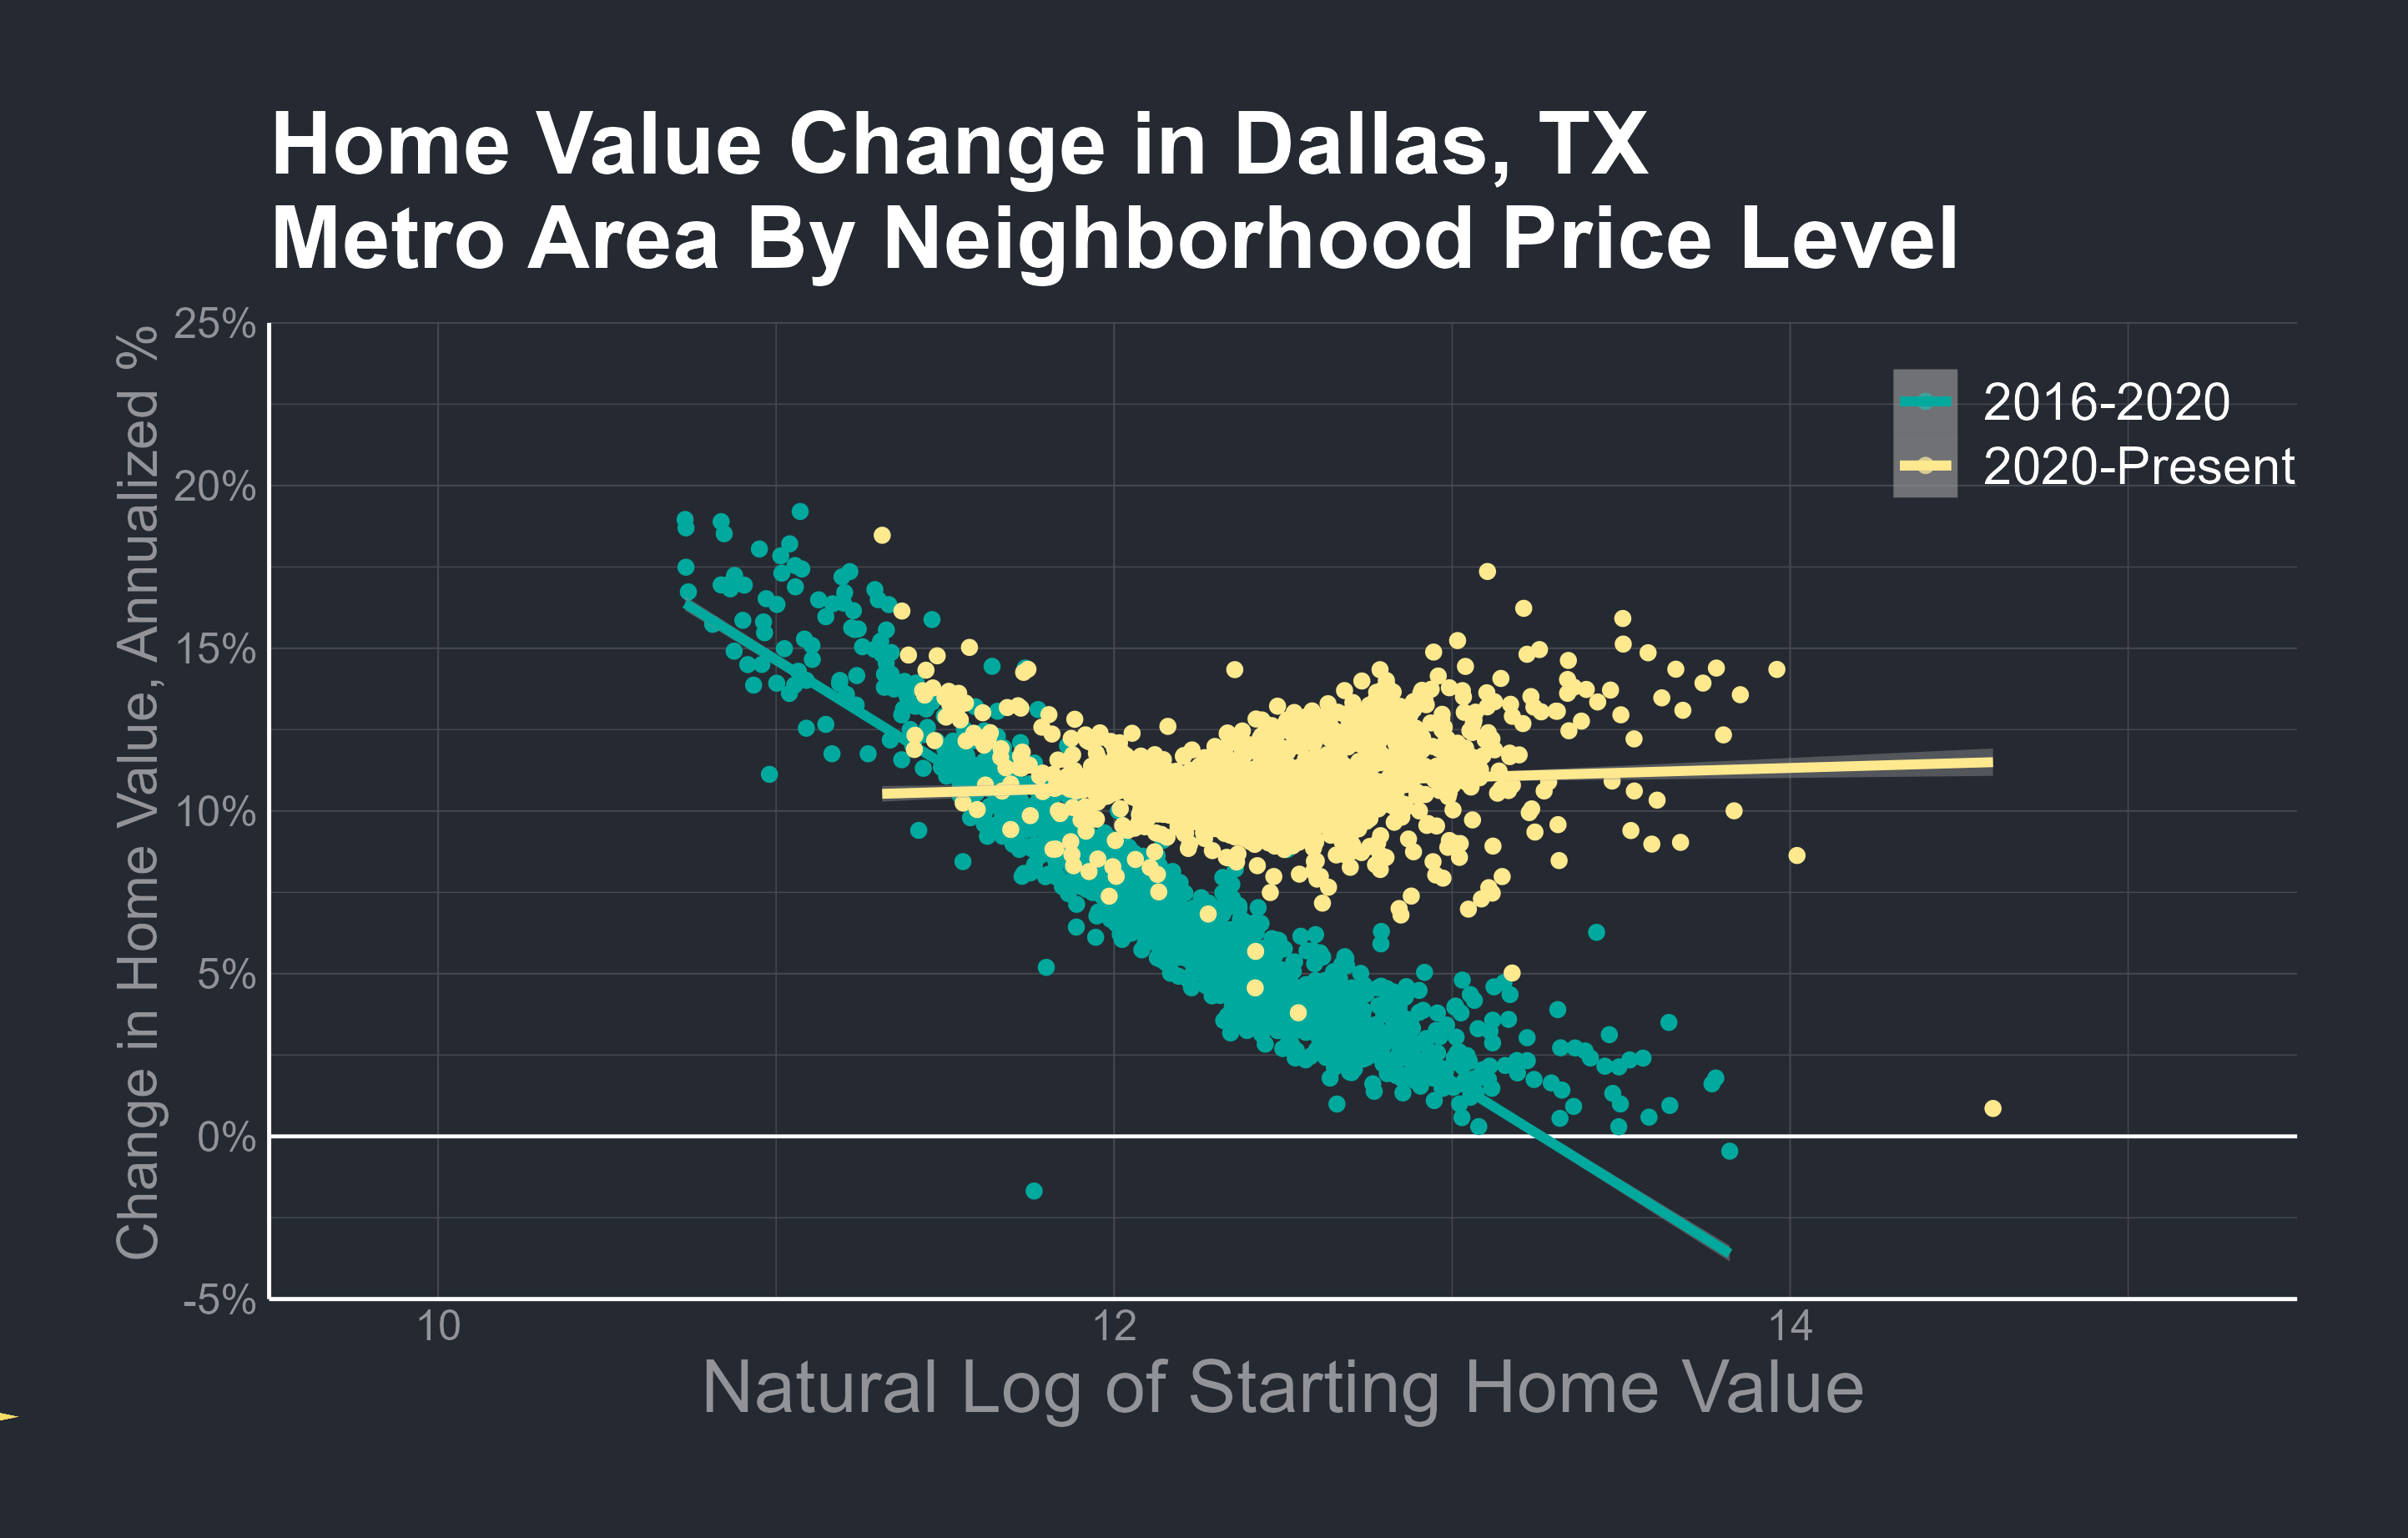 Home Value Change in Dallas, TX
Metro Area By Neighborhood Price Level
Change in Home Value, Annualized %
25%
20%
15%
10%
5%
0%
-5%
2016-2020
2020-Present
10
12
14
Natural Log of Starting Home Value